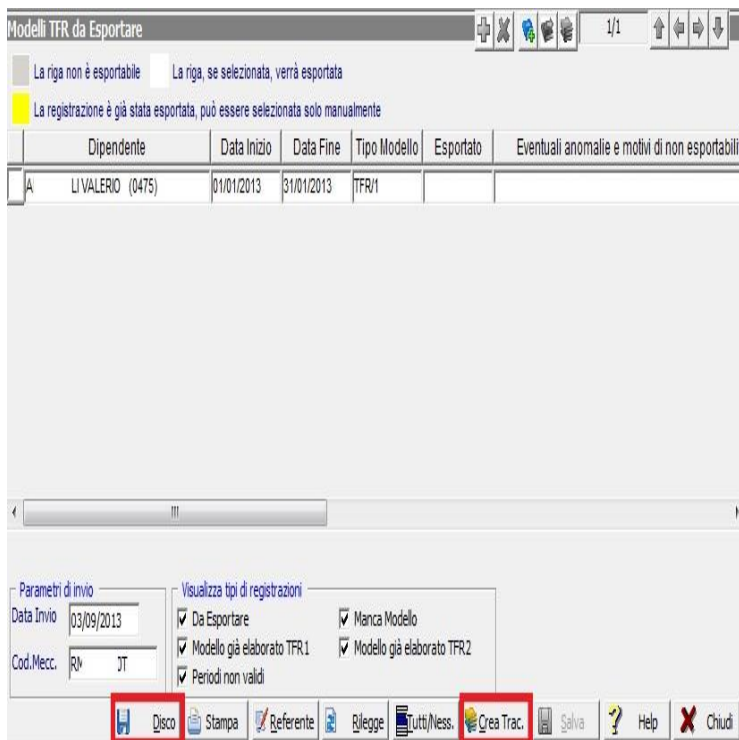 Modelli TFR da Esportare 1/1
La riga non è esportabile La riga, se selezionata, verrà esportata
La registrazione è già stata esportata, può essere selezionata solo manualmente
Dipendente Data Inizio Data Fine Tipo Modello Esportato Eventuali anomalie e motivi di non esportabili
A LI VALERIO (0475) 01/01/2013 31/01/2013 TFR/1
Parametri di invio Visualizza tipi di registrazioni
Data Invio 03/09/2013 Da Esportare Manca Modello
Modello già elaborato TFR1 Modello già elaborato TFR2
Cod.Mecc. RM
Periodi non validi
Disco Stampa Referente Rilegge Tutti/Ness. Crea Trac. Salva Help Chiudi